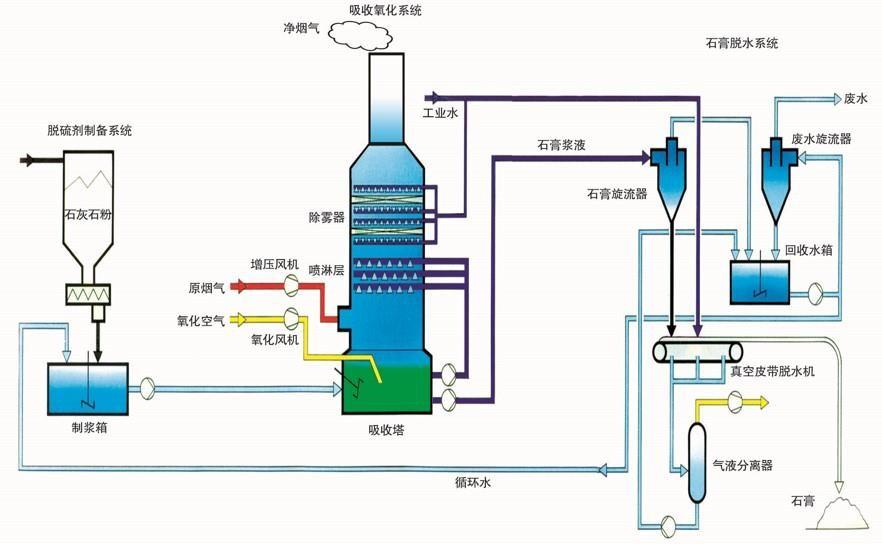 吸收氧化系统
净烟气
石膏脱水系统
工业水
废水
脱硫剂制备系统
石膏浆液
废水旋流器
石灰石粉
除雾器
石膏旋流器
增压风机
喷淋层
回收水箱
原烟气
氧化空气
氧化风机
真空皮带脱水机
制浆箱
吸收塔
气液分离器
循环水
石膏